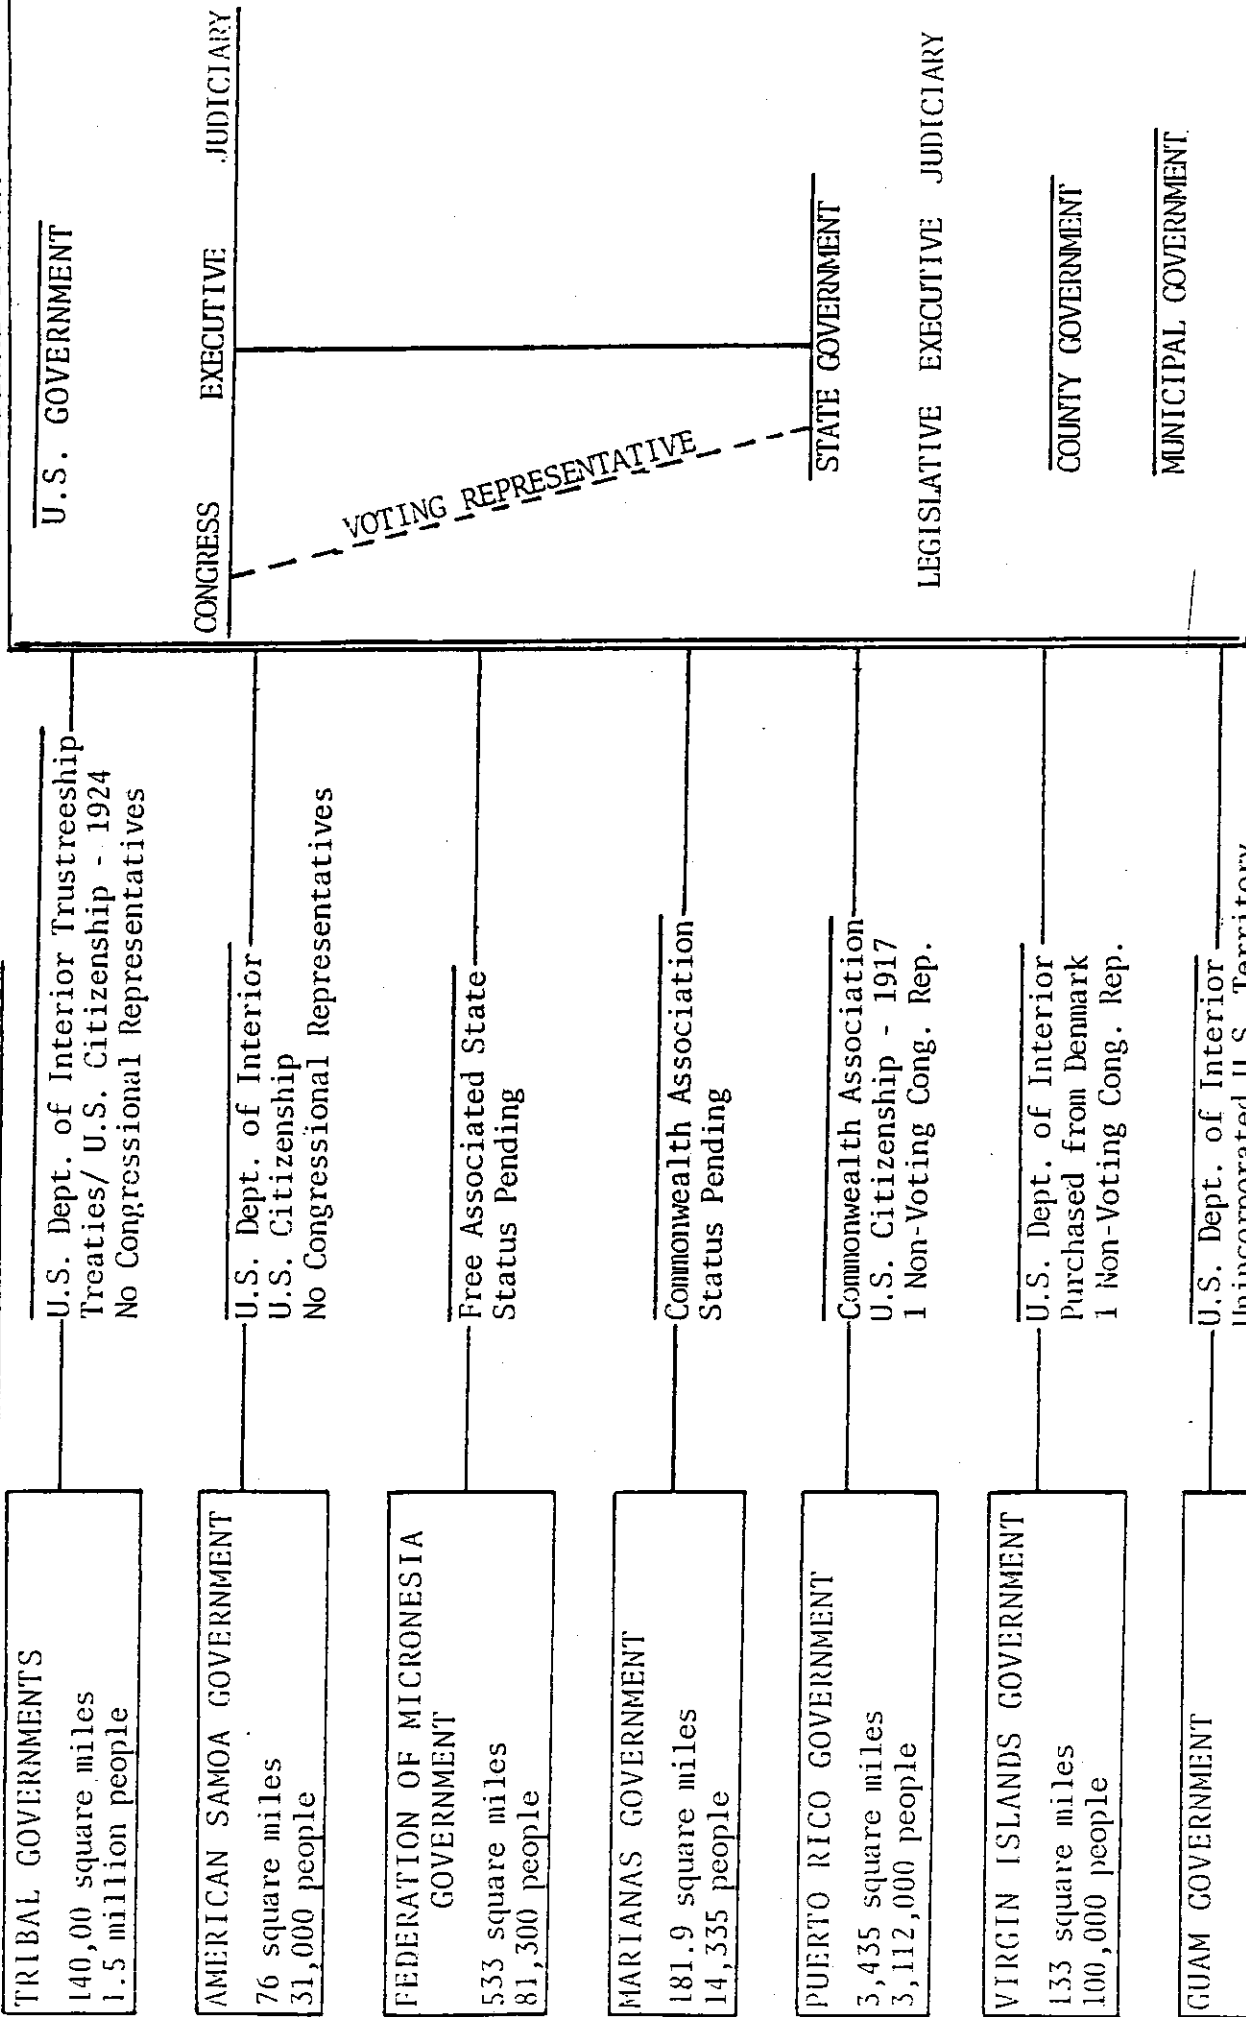 TRIBAL GOVERNMENTS
140,00 square miles
1.5 million people
U.S. Dept. of Interior Trustreeship
Treaties/ U.S. Citizenship - 1924
No Congressional Representatives
AMERICAN SAMOA GOVERNMENT
76 square miles
31,000 people
U.S. Dept. of Interior
U.S. Citizenship
No Congressional Representatives
FEDERATION OF MICRONESIA
GOVERNMENT
533 square miles
81,300 people
Free Associated State
Status Pending
MARIANAS GOVERNMENT
181.9 square miles
14,335 people
Commonwealth Association
Status Pending
PUERTO RICO GOVERNMENT
3,435 square miles
3,112,000 people
Commonwealth Association
U.S. Citizenship - 1917
1 Non-Voting Cong. Rep.
VIRGIN ISLANDS GOVERNMENT
133 square miles
100,000 people
U.S. Dept. of Interior
Purchased from Denmark
1 Non-Voting Cong. Rep.
GUAM GOVERNMENT
U.S. Dept. of Interior
Unincorporated U.S. Territory
U.S. GOVERNMENT
CONGRESS EXECUTIVE JUDICIARY
VOTING REPRESENTATIVE
STATE GOVERNMENT
LEGISLATIVE EXECUTIVE JUDICIARY
COUNTY GOVERNMENT
MUNICIPAL GOVERNMENT